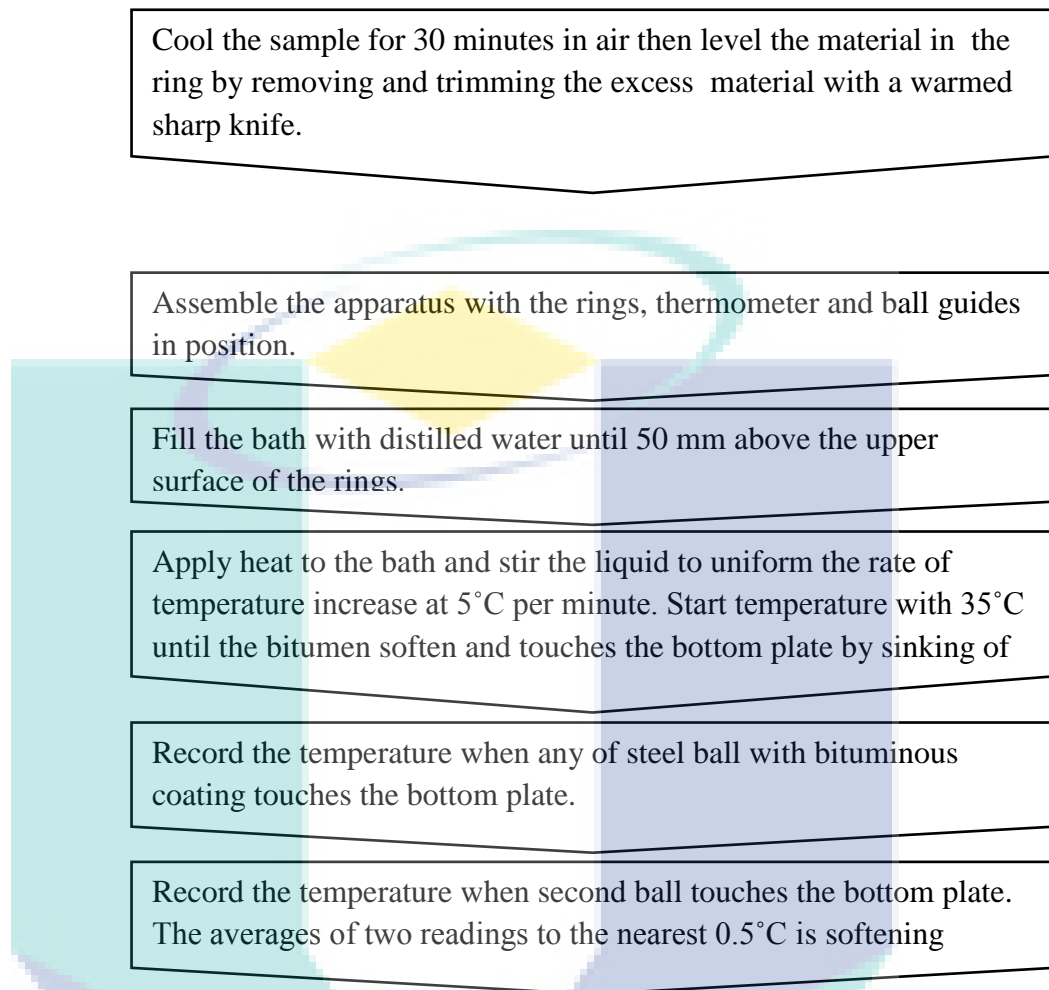 Cool the sample for 30 minutes in air then level the material in the
ring by removing and trimming the excess material with a warmed
sharp knife.
Assemble the apparatus with the rings, thermometer and ball guides
in position.
Fill the bath with distilled water until 50 mm above the upper
surface of the rings.
Apply heat to the bath and stir the liquid to uniform the rate of
temperature increase at 5˚C per minute. Start temperature with 35˚C
until the bitumen soften and touches the bottom plate by sinking of
Record the temperature when any of steel ball with bituminous
coating touches the bottom plate.
Record the temperature when second ball touches the bottom plate.
The averages of two readings to the nearest 0.5˚C is softening